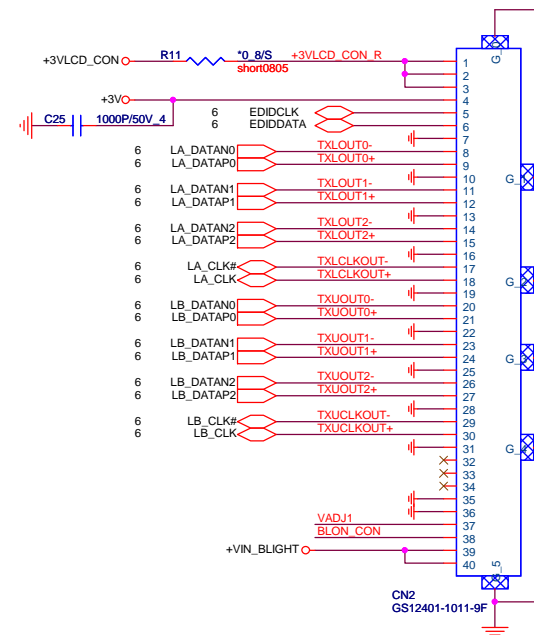 +3VLCD_CON R11 *0_8/S +3VLCD_CON_R 1
short0805 2
3
+3V 4
C25 1000P/50V_4 6 EDIDCLK 5
6 EDIDDATA 6
7
6 LA_DATAN0 TXLOUT0- 8
6 LA_DATAP0 TXLOUT0+ 9
10
6 LA_DATAN1 TXLOUT1- 11
6 LA_DATAP1 TXLOUT1+ 12
13
6 LA_DATAN2 TXLOUT2- 14
6 LA_DATAP2 TXLOUT2+ 15
16
6 LA_CLK# TXLCLKOUT- 17
6 LA_CLK TXLCLKOUT+ 18
19
6 LB_DATAN0 TXUOUT0- 20
6 LB_DATAP0 TXUOUT0+ 21
22
6 LB_DATAN1 TXUOUT1- 23
6 LB_DATAP1 TXUOUT1+ 24
25
6 LB_DATAN2 TXUOUT2- 26
6 LB_DATAP2 TXUOUT2+ 27
28
6 LB_CLK# TXUCLKOUT- 29
6 LB_CLK TXUCLKOUT+ 30
31
32
33
34
35
36
VADJ1 37
BLON_CON 38
+VIN_BLIGHT 39
40
CN2
GS12401-1011-9F